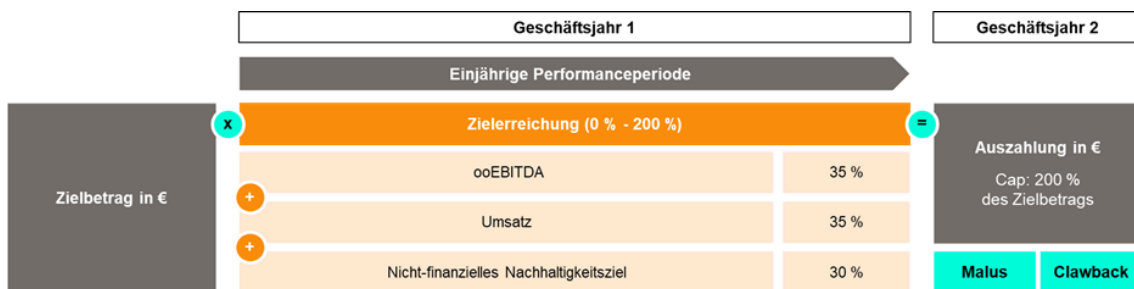 Geschäftsjahr 1
Geschäftsjahr 2
Einjährige Performanceperiode
Zielbetrag in €
x
Zielerreichung (0 % - 200 %)
=
Auszahlung in €
Cap: 200 %
des Zielbetrags
ooEBITDA
35 %
+
Umsatz
35 %
+
Nicht-finanzielles Nachhaltigkeitsziel
30 %
Malus
Clawback